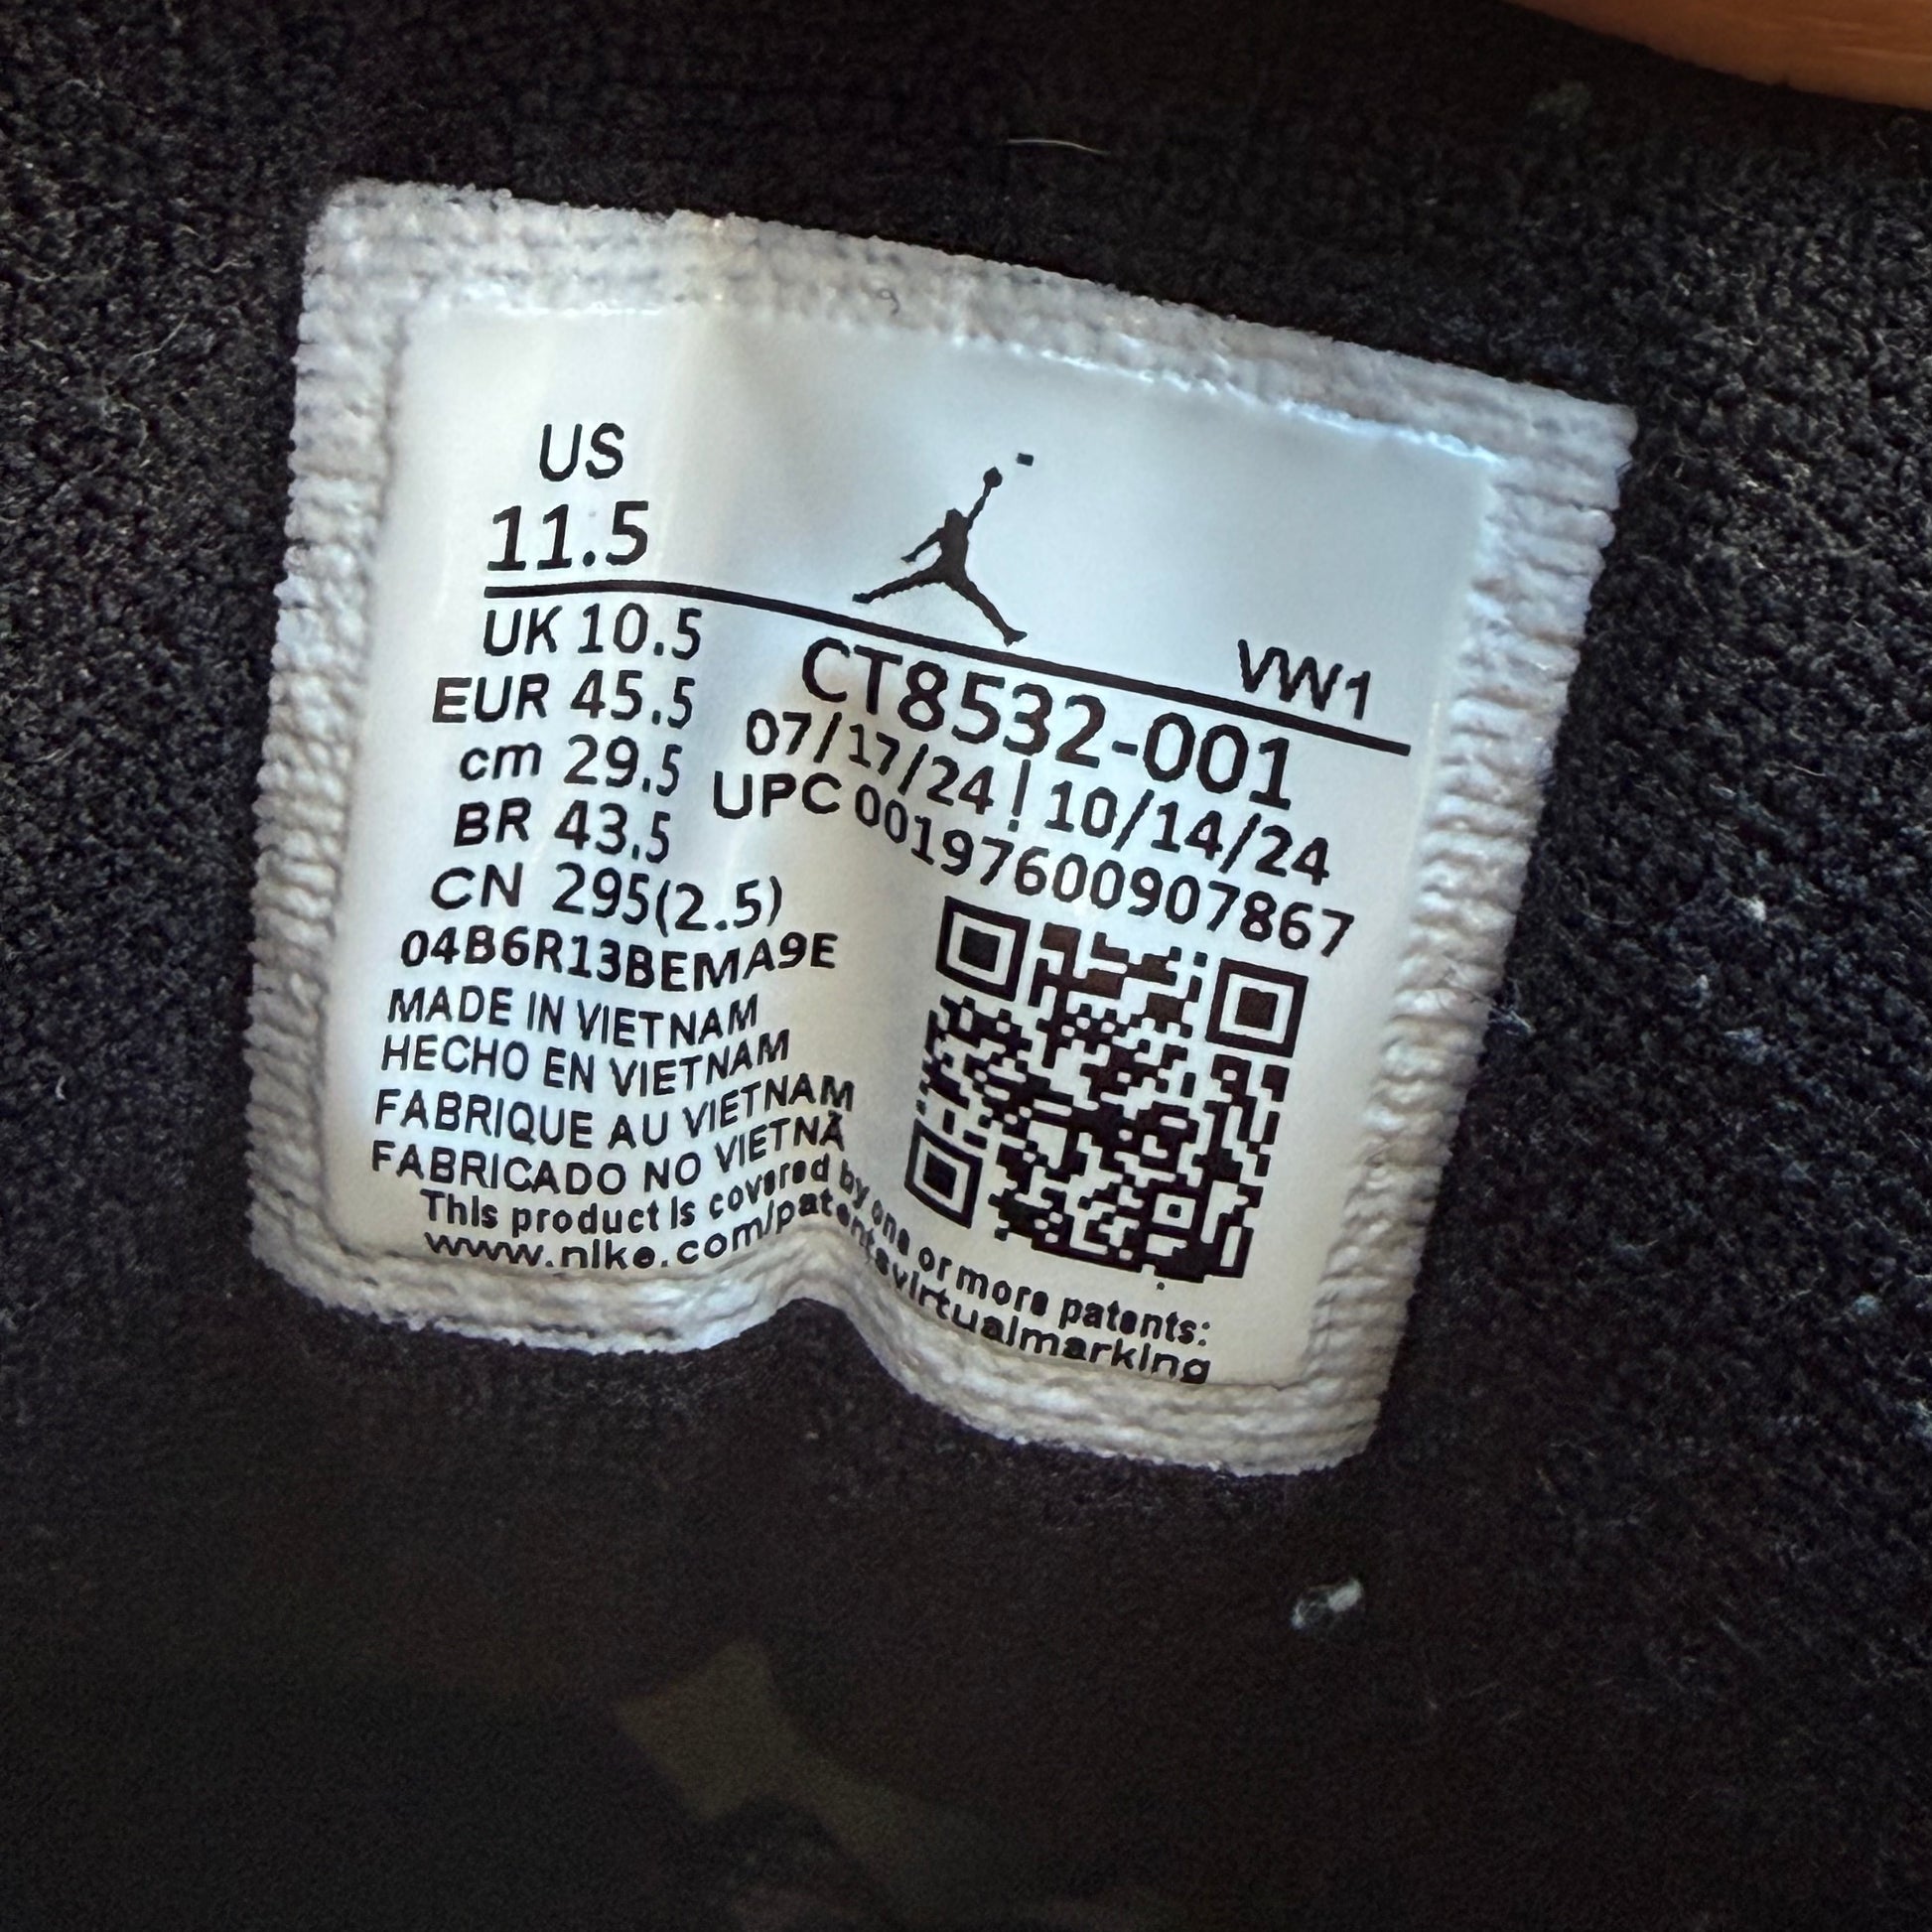 US
11.5
VW1
UK 10.5
EUR 45.5
cm 29.5
BR 43.5
CN 295(2.5)
CT8532-001
07/17/24 ! 10/14/24
UPC 00197600907867
04B6R13BEMA9E
MADE IN VIETNAM
HECHO EN VIETNAM
FABRIQUE AU VIETNAM
FABRICADO NO VIETNÃ
This product is covered by one or more patents:
www.nike.com/patentsvirtualmarking